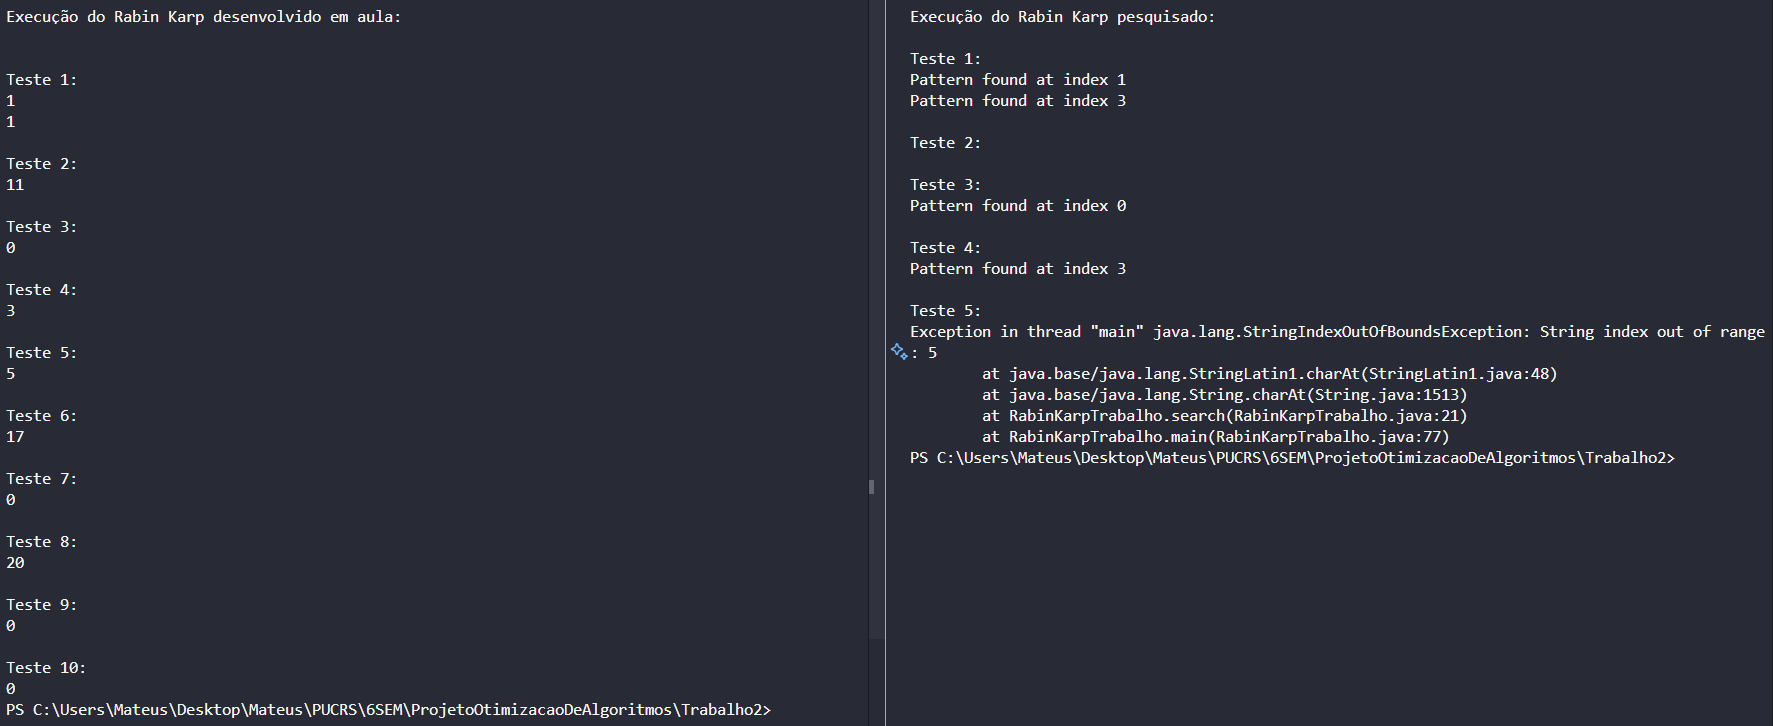 Execução do Rabin Karp desenvolvido em aula:
Teste 1:
1
1
Teste 2:
11
Teste 3:
0
Teste 4:
3
Teste 5:
5
Teste 6:
17
Teste 7:
0
Teste 8:
20
Teste 9:
0
Teste 10:
0
PS C:\Users\Mateus\Desktop\Mateus\PUCRS\6SEM\ProjetoOtimizacaoDeAlgoritmos\Trabalho2>
Execução do Rabin Karp pesquisado:
Teste 1:
Pattern found at index 1
Pattern found at index 3
Teste 2:
Teste 3:
Pattern found at index 0
Teste 4:
Pattern found at index 3
Teste 5:
Exception in thread "main" java.lang.StringIndexOutOfBoundsException: String index out of range
: 5
at java.base/java.lang.StringLatin1.charAt(StringLatin1.java:48)
at java.base/java.lang.String.charAt(String.java:1513)
at RabinKarpTrabalho.search(RabinKarpTrabalho.java:21)
at RabinKarpTrabalho.main(RabinKarpTrabalho.java:77)
PS C:\Users\Mateus\Desktop\Mateus\PUCRS\6SEM\ProjetoOtimizacaoDeAlgoritmos\Trabalho2>